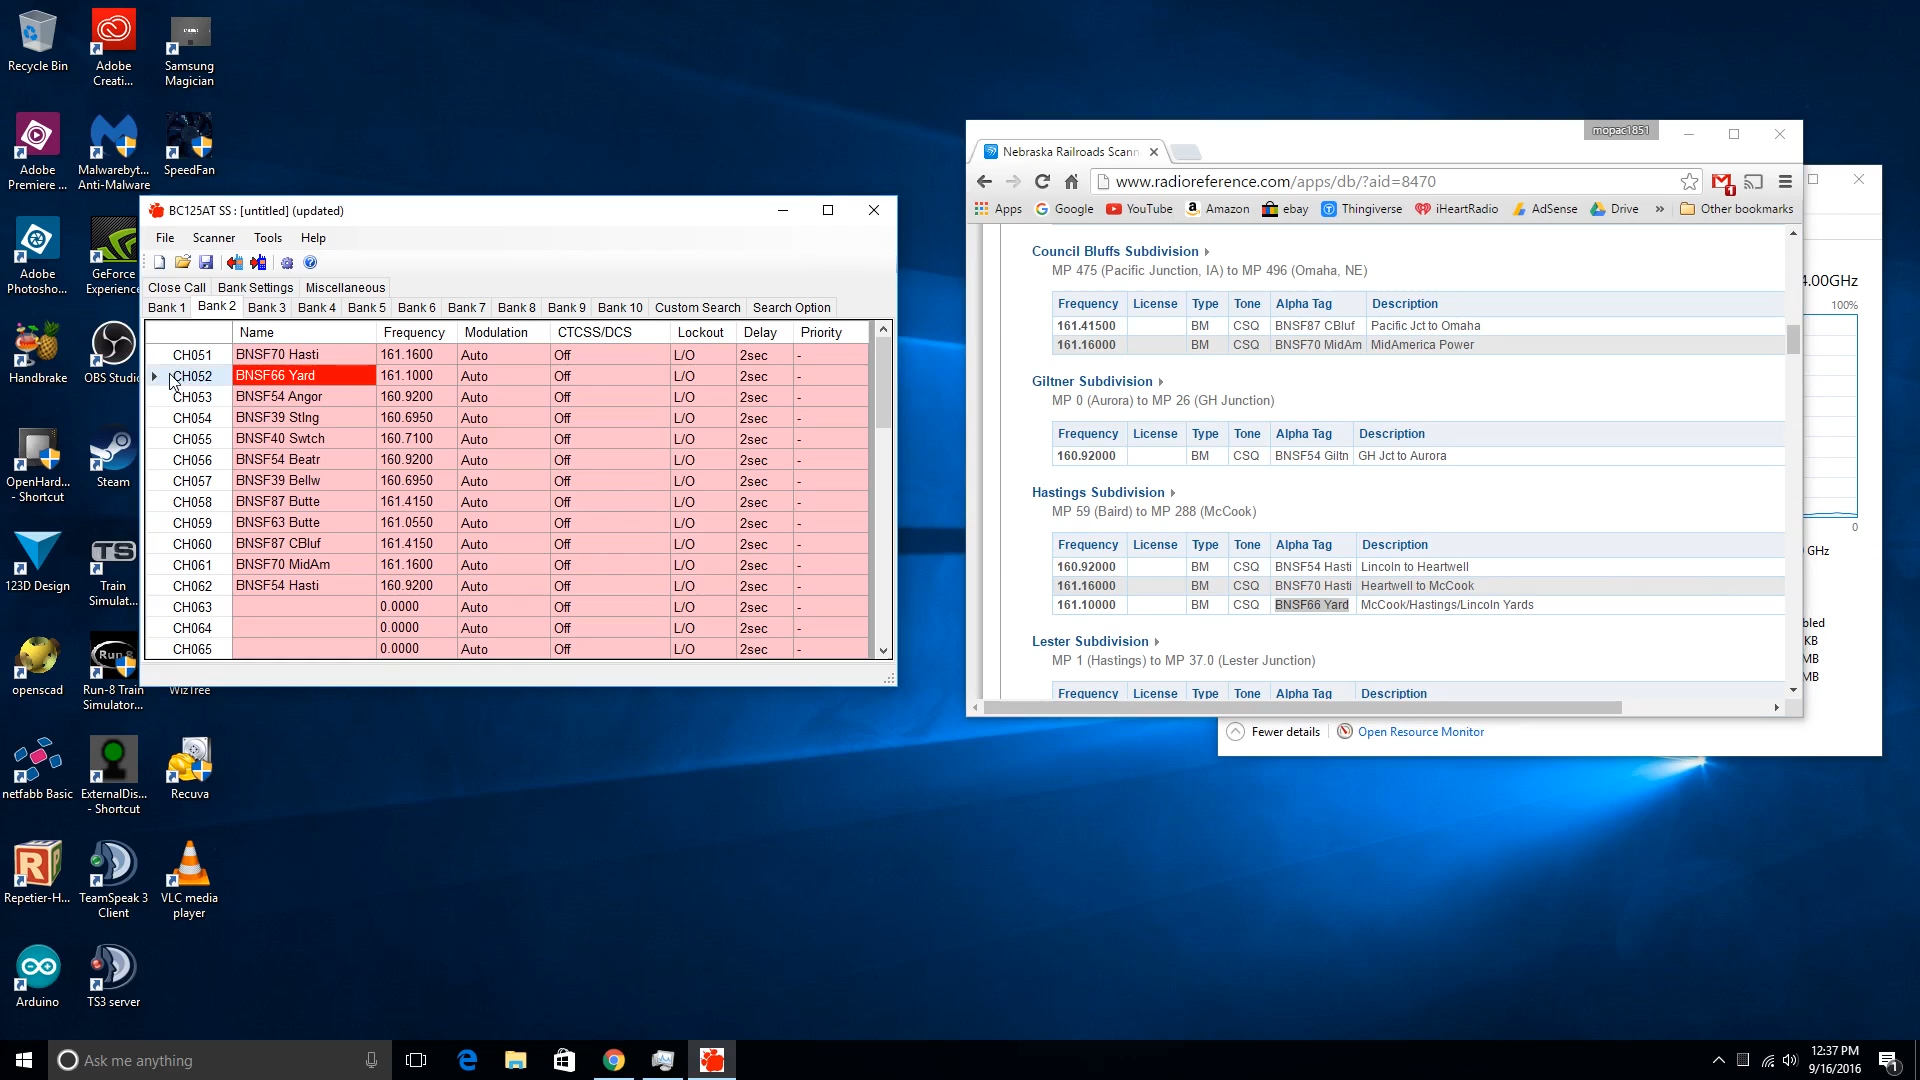 Recycle Bin
Adobe Creati...
Samsung Magician
Adobe Premiere ...
Malwarebyt... Anti-Malware
SpeedFan
Adobe Photosho...
GeForce Experience
Handbrake
OBS Studio
OpenHard... - Shortcut
Steam
123D Design
Train Simulat...
openscad
Run-8 Train Simulator...
WizTree
netfabb Basic
ExternalDis... - Shortcut
Recuva
Repetier-H...
TeamSpeak 3 Client
VLC media player
Arduino
TS3 server
BC125AT SS : [untitled] (updated)
File Scanner Tools Help
Close Call Bank Settings Miscellaneous
Bank 1 Bank 2 Bank 3 Bank 4 Bank 5 Bank 6 Bank 7 Bank 8 Bank 9 Bank 10 Custom Search Search Option
Name Frequency Modulation CTCSS/DCS Lockout Delay Priority
CH051 BNSF70 Hasti 161.1600 Auto Off L/O 2sec -
CH052 BNSF66 Yard 161.1000 Auto Off L/O 2sec -
CH053 BNSF54 Angor 160.9200 Auto Off L/O 2sec -
CH054 BNSF39 Stlng 160.6950 Auto Off L/O 2sec -
CH055 BNSF40 Swtch 160.7100 Auto Off L/O 2sec -
CH056 BNSF54 Beatr 160.9200 Auto Off L/O 2sec -
CH057 BNSF39 Bellw 160.6950 Auto Off L/O 2sec -
CH058 BNSF87 Butte 161.4150 Auto Off L/O 2sec -
CH059 BNSF63 Butte 161.0550 Auto Off L/O 2sec -
CH060 BNSF87 CBluf 161.4150 Auto Off L/O 2sec -
CH061 BNSF70 MidAm 161.1600 Auto Off L/O 2sec -
CH062 BNSF54 Hasti 160.9200 Auto Off L/O 2sec -
CH063 0.0000 Auto Off L/O 2sec -
CH064 0.0000 Auto Off L/O 2sec -
CH065 0.0000 Auto Off L/O 2sec -
mopac1851
Nebraska Railroads Scann
www.radioreference.com/apps/db/?aid=8470
Apps Google YouTube Amazon ebay Thingiverse iHeartRadio AdSense Drive » Other bookmarks
Council Bluffs Subdivision
MP 475 (Pacific Junction, IA) to MP 496 (Omaha, NE)
Frequency License Type Tone Alpha Tag Description
161.41500 BM CSQ BNSF87 CBluf Pacific Jct to Omaha
161.16000 BM CSQ BNSF70 MidAm MidAmerica Power
Giltner Subdivision
MP 0 (Aurora) to MP 26 (GH Junction)
Frequency License Type Tone Alpha Tag Description
160.92000 BM CSQ BNSF54 Giltn GH Jct to Aurora
Hastings Subdivision
MP 59 (Baird) to MP 288 (McCook)
Frequency License Type Tone Alpha Tag Description
160.92000 BM CSQ BNSF54 Hasti Lincoln to Heartwell
161.16000 BM CSQ BNSF70 Hasti Heartwell to McCook
161.10000 BM CSQ BNSF66 Yard McCook/Hastings/Lincoln Yards
Lester Subdivision
MP 1 (Hastings) to MP 37.0 (Lester Junction)
Frequency License Type Tone Alpha Tag Description
4.00GHz
100%
0
GHz
bled
KB
MB
MB
Fewer details Open Resource Monitor
Ask me anything
12:37 PM
9/16/2016